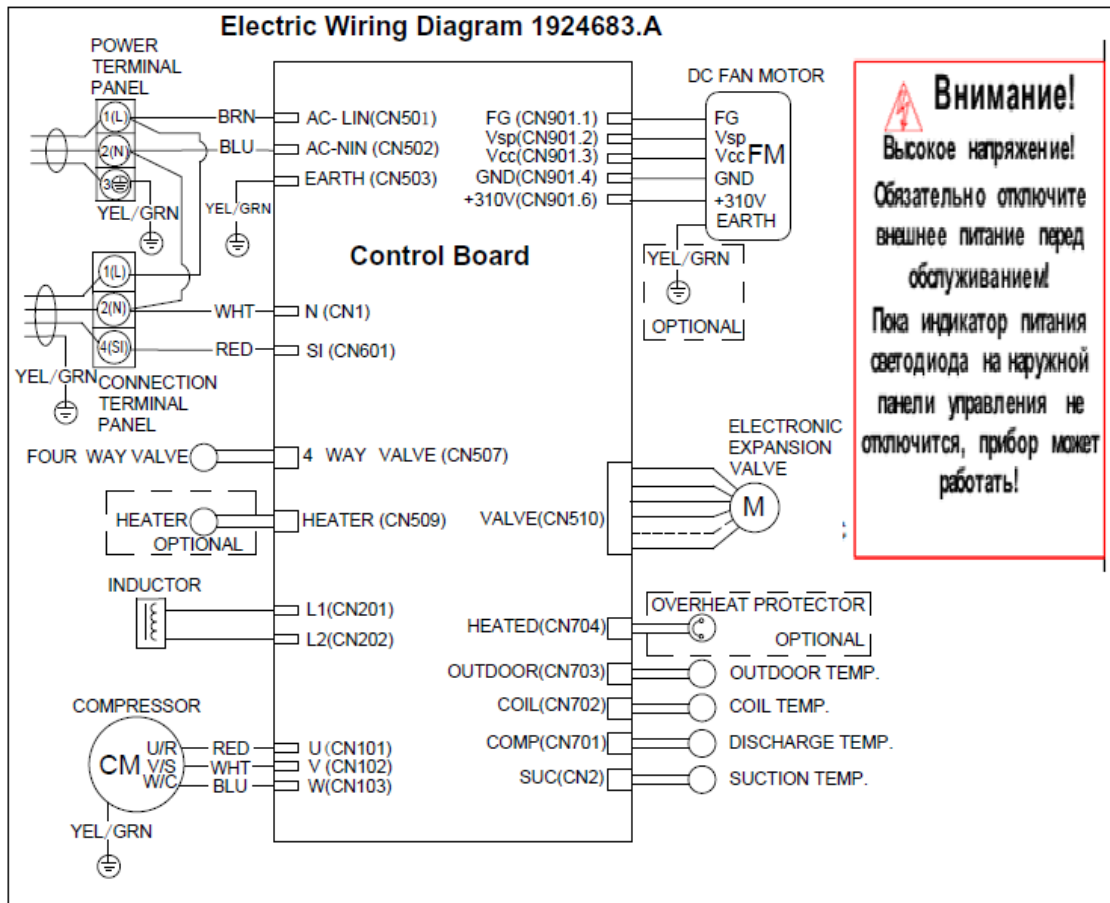 Electric Wiring Diagram 1924683.A
POWER
TERMINAL
PANEL
1(L)
2(N)
3
YEL/GRN
BRN
BLU
YEL/GRN
AC- LIN(CN501)
AC-NIN (CN502)
EARTH (CN503)
FG (CN901.1)
Vsp(CN901.2)
Vcc(CN901.3)
GND(CN901.4)
+310V(CN901.6)
DC FAN MOTOR
FG
Vsp
Vcc
FM
GND
+310V
EARTH
YEL/GRN
OPTIONAL
Control Board
1(L)
2(N)
4(SI)
YEL/GRN
CONNECTION
TERMINAL
PANEL
WHT
RED
N (CN1)
SI (CN601)
FOUR WAY VALVE
4 WAY VALVE (CN507)
HEATER
OPTIONAL
HEATER (CN509)
VALVE(CN510)
ELECTRONIC
EXPANSION
VALVE
M
INDUCTOR
L1(CN201)
L2(CN202)
HEATED(CN704)
OVERHEAT PROTECTOR
OPTIONAL
OUTDOOR(CN703)
OUTDOOR TEMP.
COIL(CN702)
COIL TEMP.
COMP(CN701)
DISCHARGE TEMP.
SUC(CN2)
SUCTION TEMP.
COMPRESSOR
CM
U/R
V/S
W/C
RED
WHT
BLU
U(CN101)
V (CN102)
W(CN103)
YEL/GRN
Внимание!
Высокое напряжение!
Обязательно отключите
внешнее питание перед
обслуживанием!
Пока индикатор питания
светодиода на наружной
панели управления не
отключится, прибор может
работать!